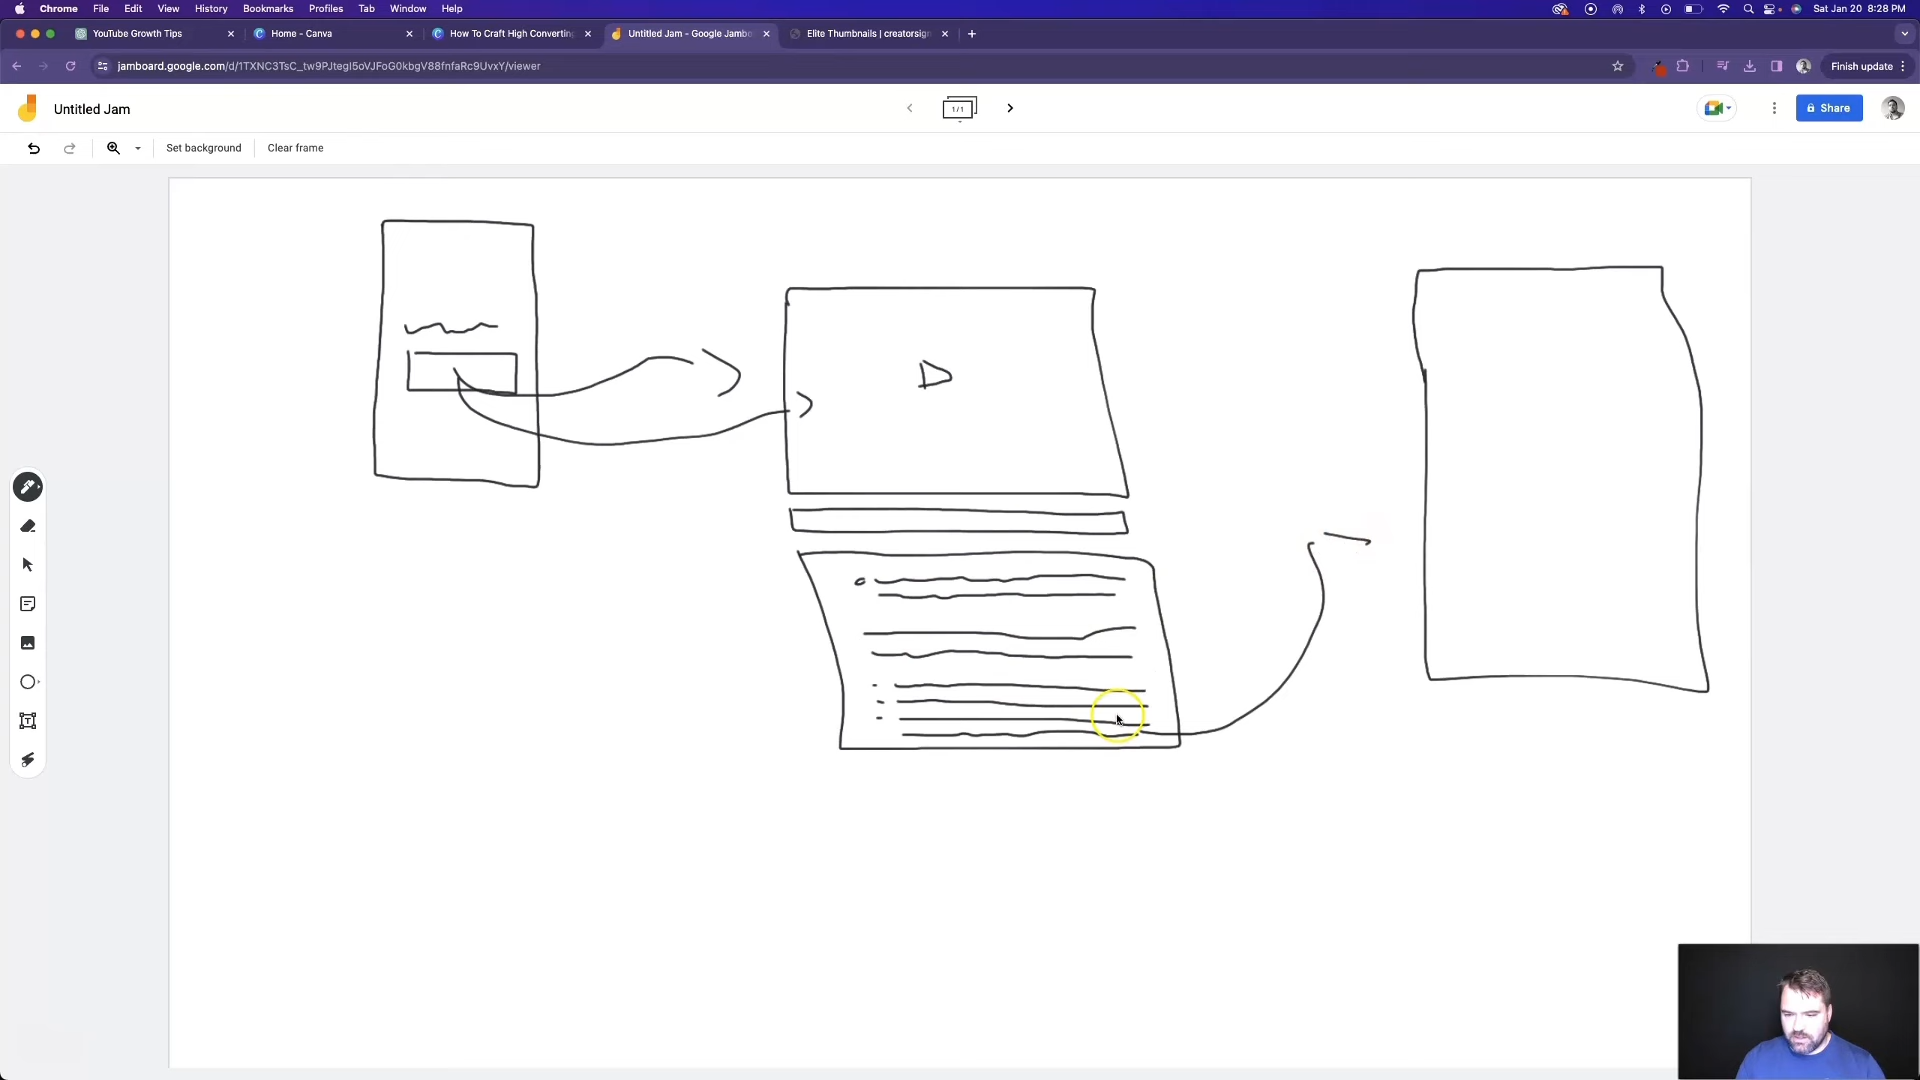 Chrome File Edit View History Bookmarks Profiles Tab Window Help Sat Jan 20 8:28 PM
YouTube Growth Tips Home - Canva How To Craft High Converting Untitled Jam - Google Jambo Elite Thumbnails | creatorsign
jamboard.google.com/d/1TXNC3TsC_tw9PJtegI5oVJFoG0kbgV88fnfaRc9UvxY/viewer Finish update
Untitled Jam 1/1 Share
Set background Clear frame